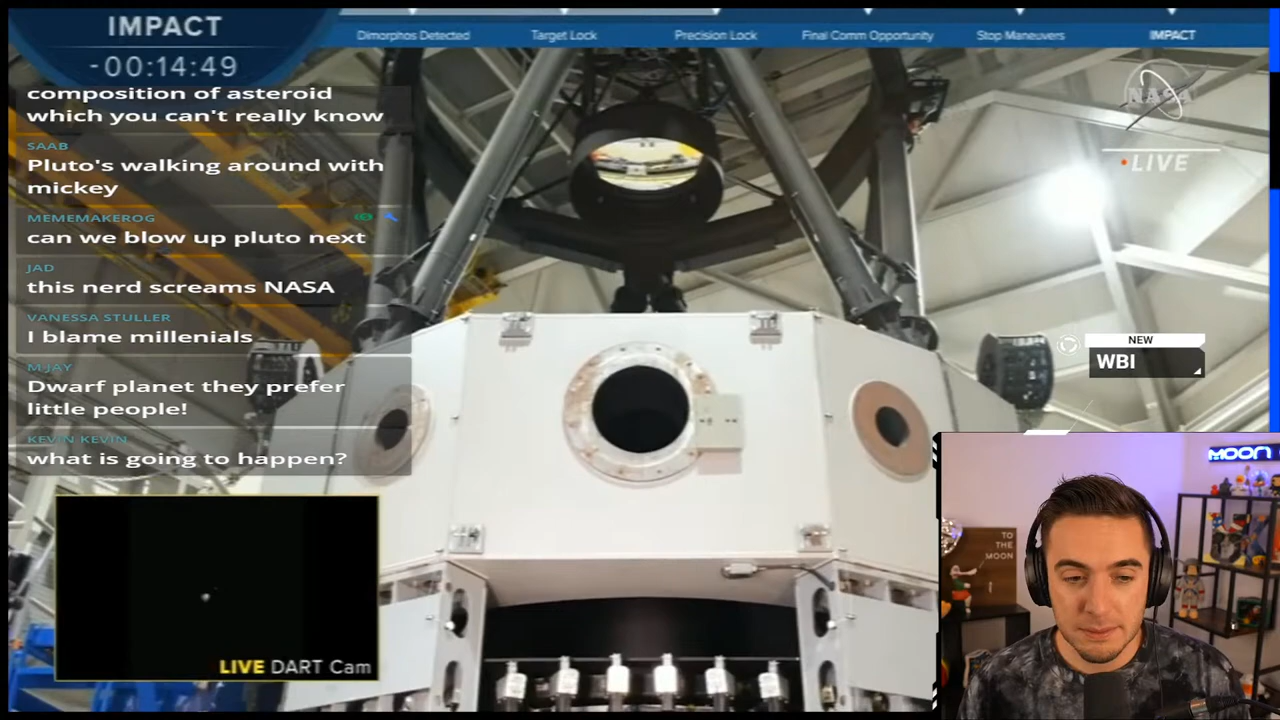 IMPACT
-00:14:49
Dimorphos Detected
Target Lock
Precision Lock
Final Comm Opportunity
Stop Maneuvers
IMPACT
NASA
LIVE
composition of asteroid
which you can't really know
SAAB
Pluto's walking around with
mickey
MEMEMAKEROG
can we blow up pluto next
JAD
this nerd screams NASA
VANESSA STULLER
I blame millenials
M JAY
Dwarf planet they prefer
little people!
KEVIN KEVIN
what is going to happen?
NEW
WBI
LIVE DART Cam
MOON
TO
THE
MOON